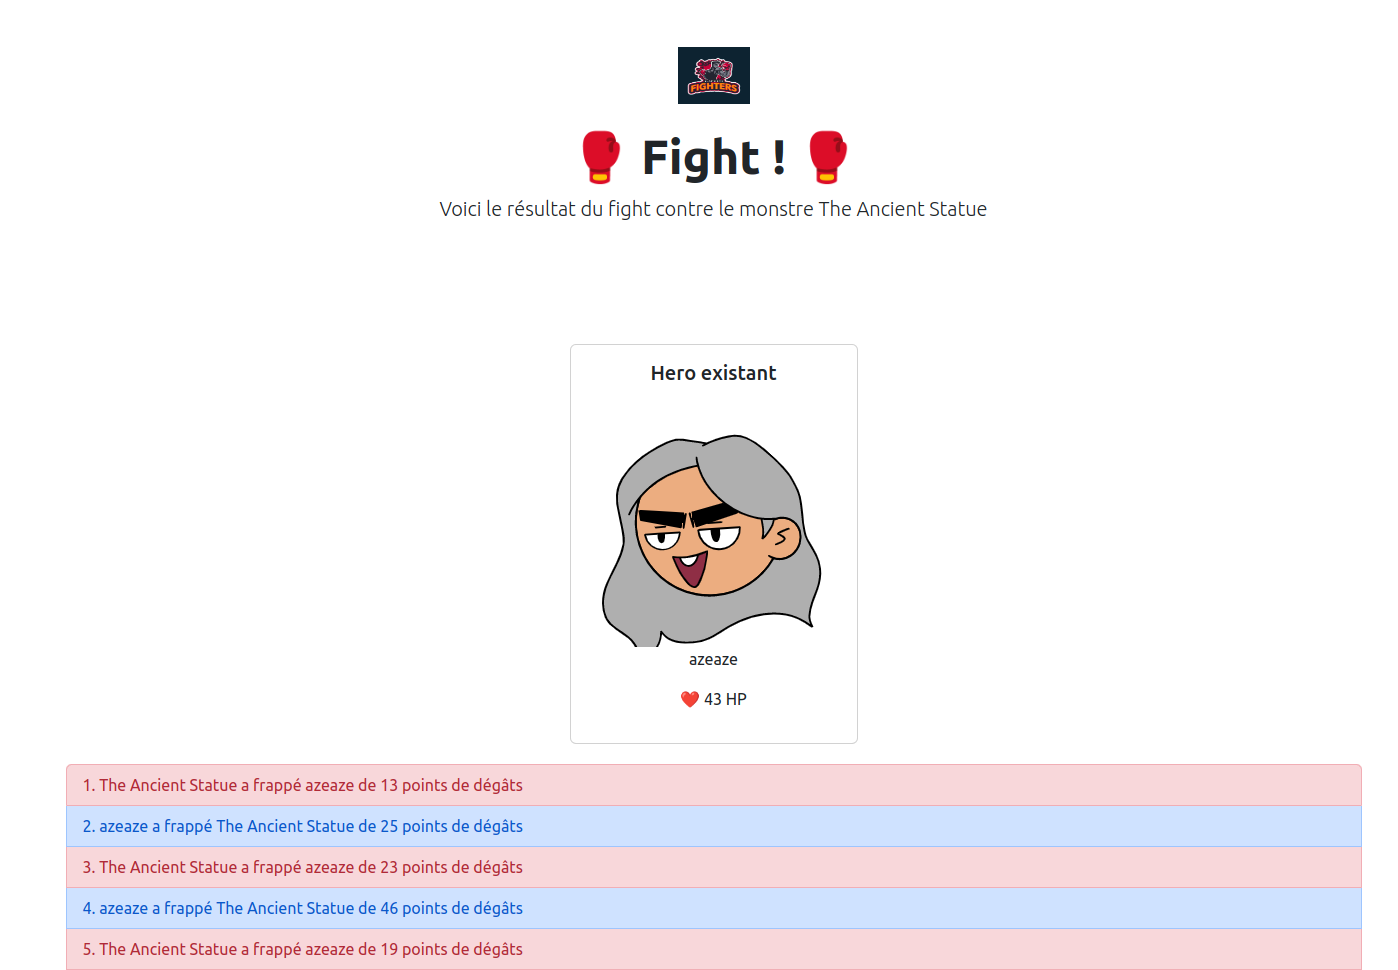 FIGHTERS
🥊 Fight ! 🥊
Voici le résultat du fight contre le monstre The Ancient Statue
Hero existant
azeaze
❤️ 43 HP
1. The Ancient Statue a frappé azeaze de 13 points de dégâts
2. azeaze a frappé The Ancient Statue de 25 points de dégâts
3. The Ancient Statue a frappé azeaze de 23 points de dégâts
4. azeaze a frappé The Ancient Statue de 46 points de dégâts
5. The Ancient Statue a frappé azeaze de 19 points de dégâts